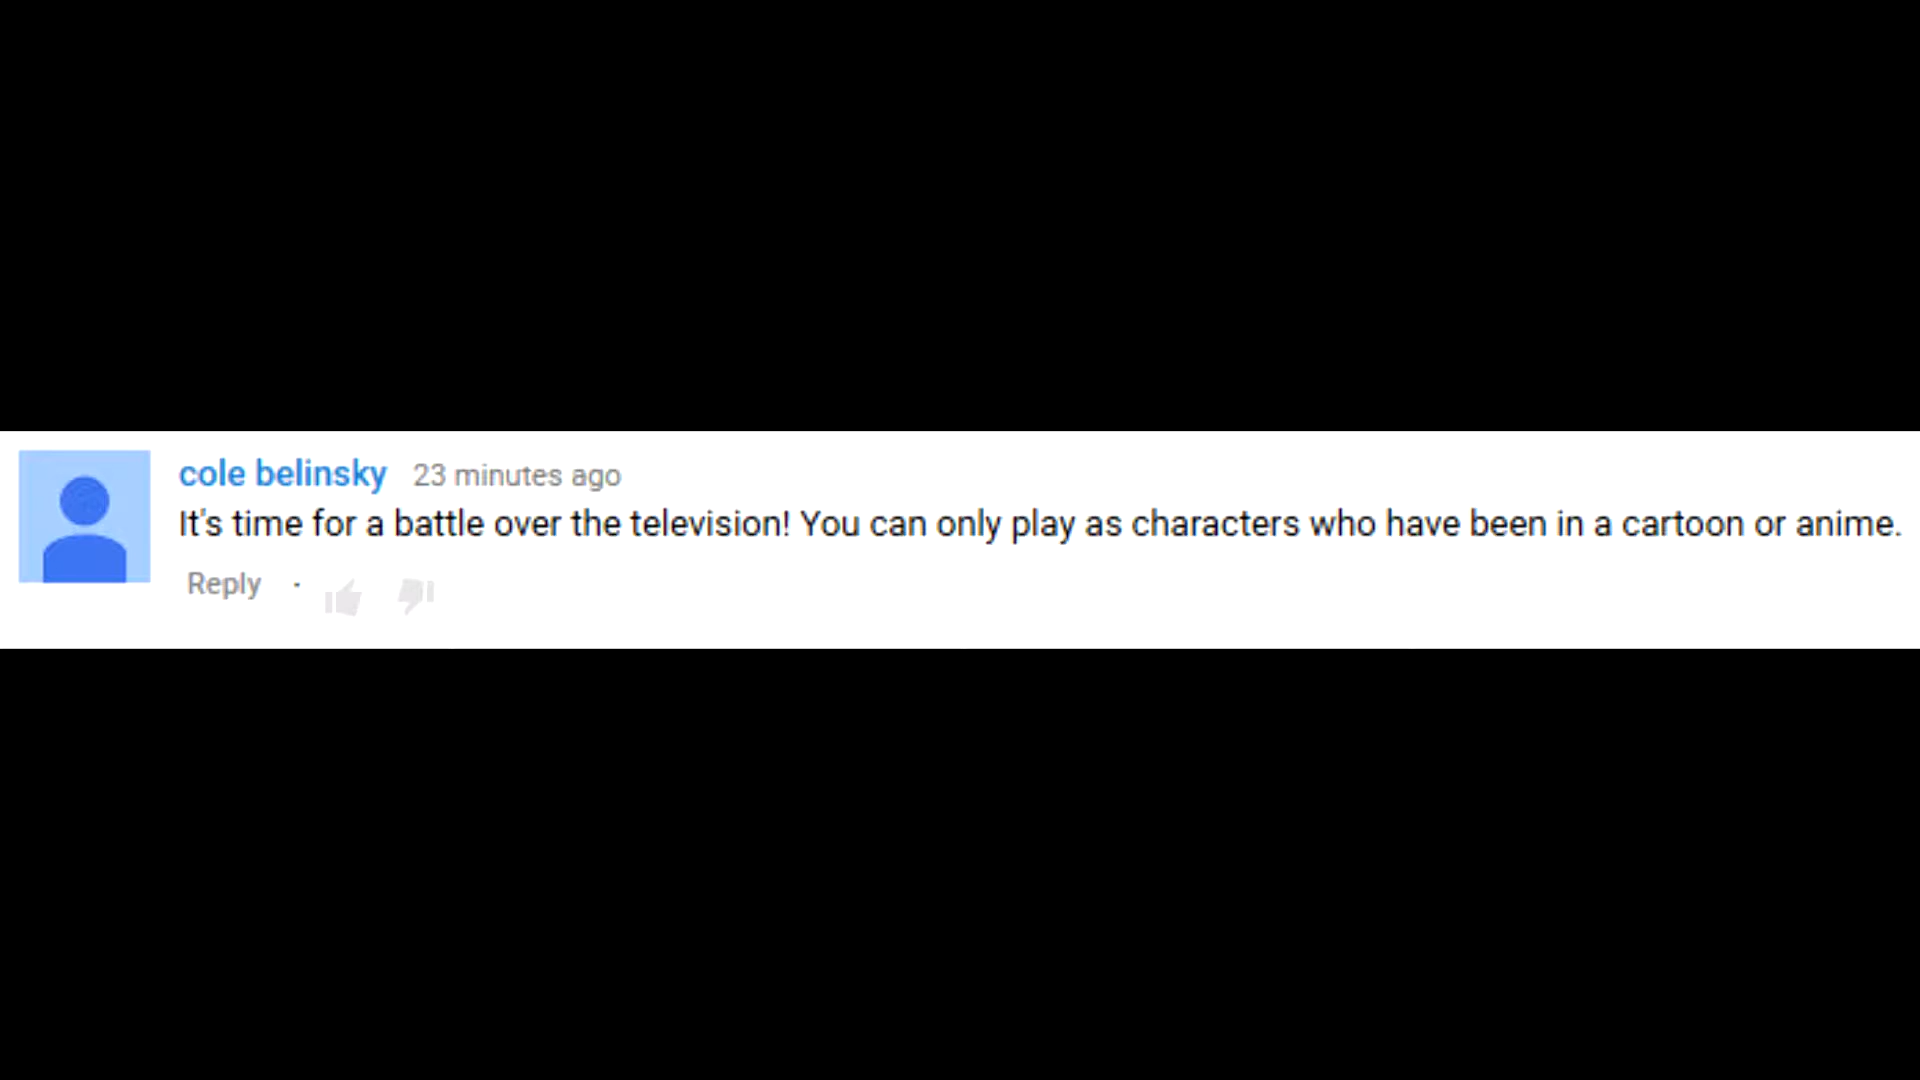 cole belinsky 23 minutes ago
It's time for a battle over the television! You can only play as characters who have been in a cartoon or anime.
Reply ·